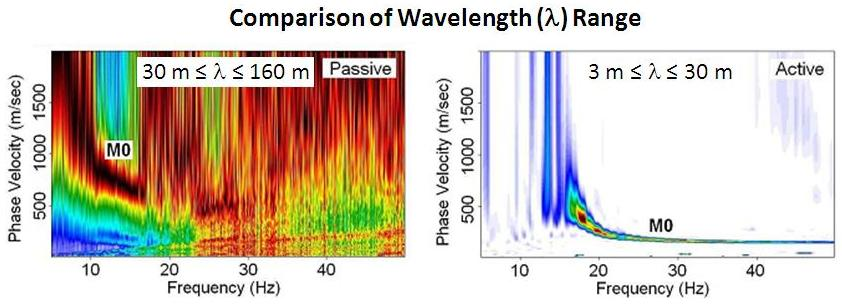 Comparison of Wavelength (λ) Range
30 m ≤ λ ≤ 160 m
Passive
M0
Phase Velocity (m/sec)
1500
1000
500
10 20 30 40
Frequency (Hz)
3 m ≤ λ ≤ 30 m
Active
M0
Phase Velocity (m/sec)
1500
1000
500
10 20 30 40
Frequency (Hz)